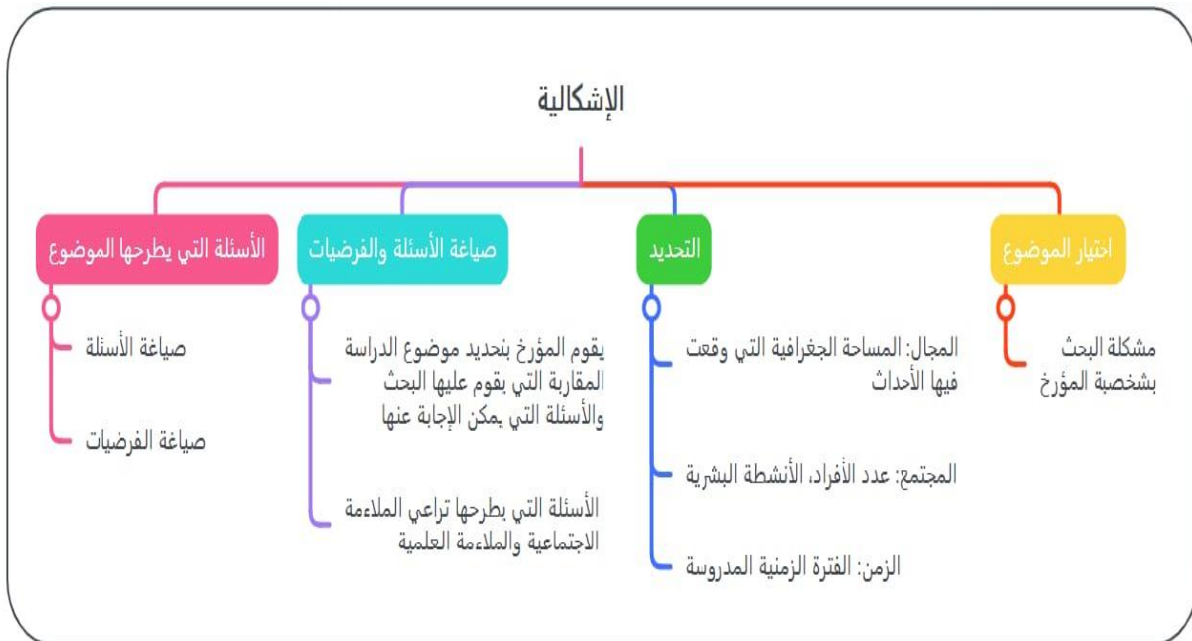 الإشكالية
اختيار الموضوع
مشكلة البحث
بشخصية المؤرخ
التحديد
المجال: المساحة الجغرافية التي وقعت
فيها الأحداث
المجتمع: عدد الأفراد، الأنشطة البشرية
الزمن: الفترة الزمنية المدروسة
صياغة الأسئلة والفرضيات
يقوم المؤرخ بتحديد موضوع الدراسة
المقاربة التي يقوم عليها البحث
والأسئلة التي يمكن الإجابة عنها
الأسئلة التي يطرحها تراعي الملاءمة
الاجتماعية والملاءمة العلمية
الأسئلة التي يطرحها الموضوع
صياغة الأسئلة
صياغة الفرضيات